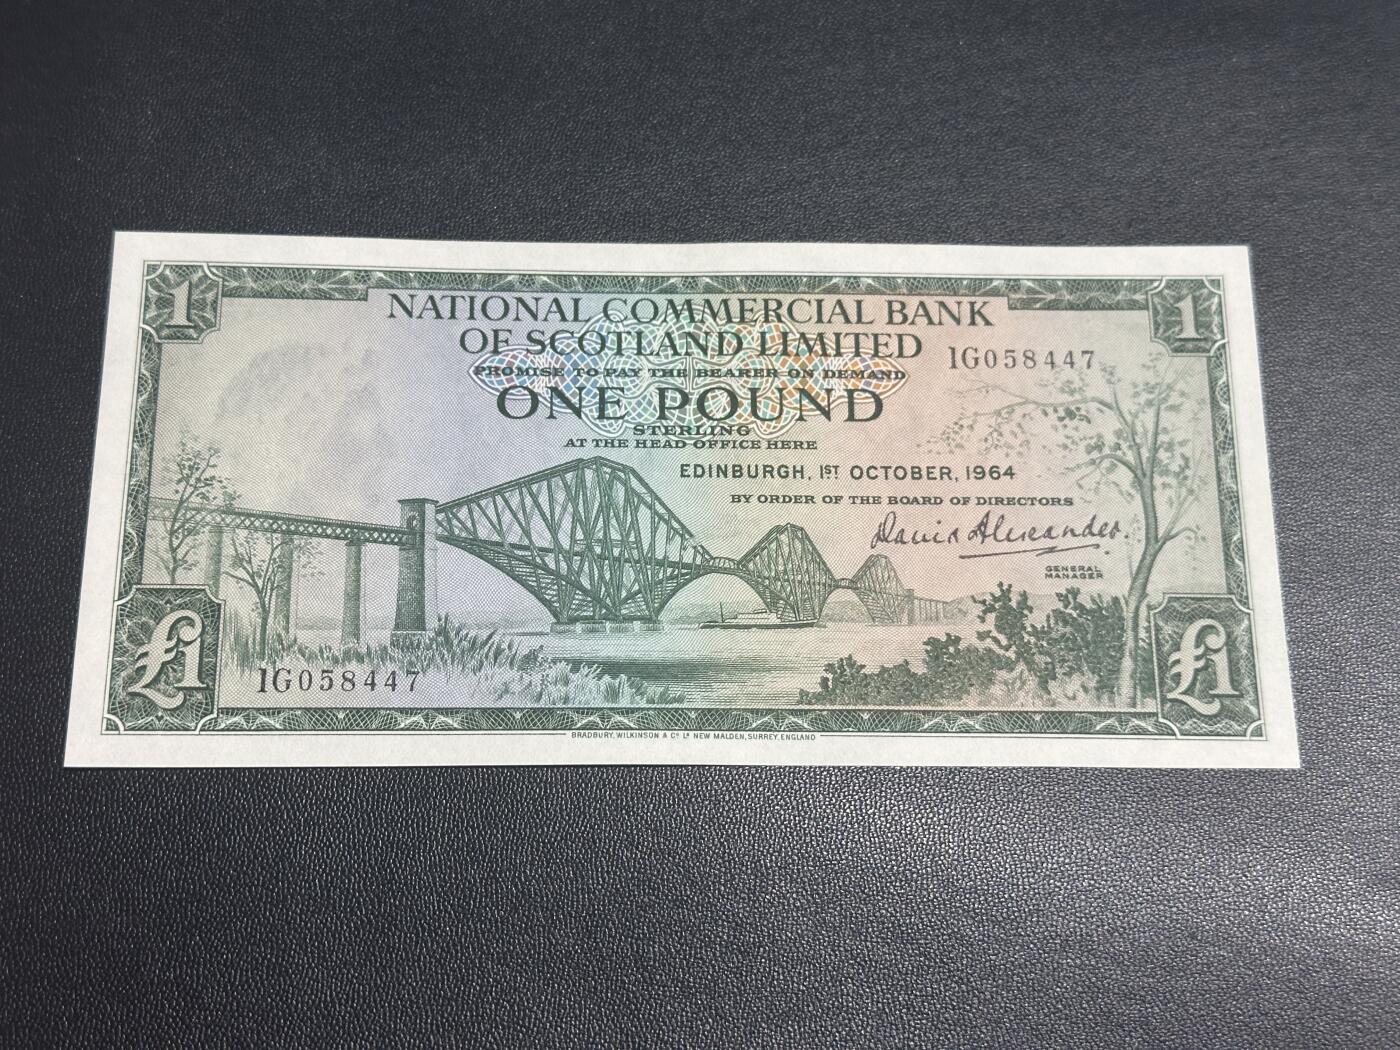 1
1
NATIONAL COMMERCIAL BANK
OF SCOTLAND LIMITED
1G058447
PROMISE TO PAY THE BEARER ON DEMAND
ONE POUND
STERLING
AT THE HEAD OFFICE HERE
EDINBURGH, 1ST OCTOBER, 1964
BY ORDER OF THE BOARD OF DIRECTORS
David Alexander.
GENERAL
MANAGER
£1
1G058447
£1
BRADBURY, WILKINSON & Co. Ld. NEW MALDEN, SURREY, ENGLAND